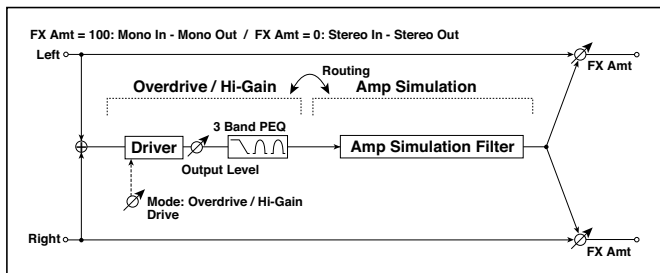 FX Amt = 100: Mono In - Mono Out / FX Amt = 0: Stereo In - Stereo Out
Left
FX Amt
Routing
Overdrive / Hi-Gain
Amp Simulation
3 Band PEQ
Driver
Amp Simulation Filter
Output Level
Mode: Overdrive / Hi-Gain
Drive
Right
FX Amt